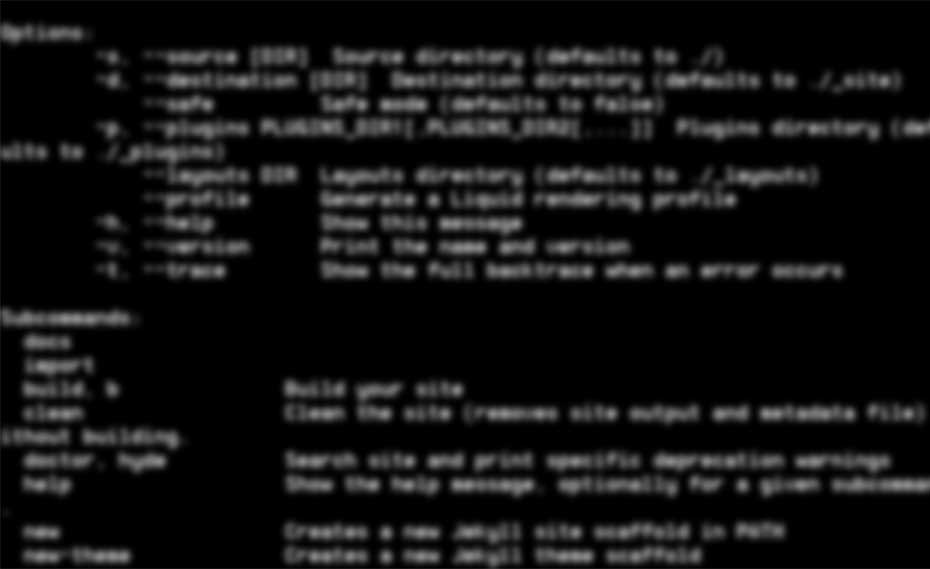 Options:
-s, --source [DIR]  Source directory (defaults to ./)
-d, --destination [DIR]  Destination directory (defaults to ./_site)
--safe         Safe mode (defaults to false)
-p, --plugins PLUGINS_DIR1[,PLUGINS_DIR2[,...]]  Plugins directory (def
ults to ./_plugins)
--layouts DIR  Layouts directory (defaults to ./_layouts)
--profile      Generate a Liquid rendering profile
-h, --help         Show this message
-v, --version      Print the name and version
-t, --trace        Show the full backtrace when an error occurs
Subcommands:
docs
import
build, b              Build your site
clean                 Clean the site (removes site output and metadata file)
ithout building.
doctor, hyde          Search site and print specific deprecation warnings
help                  Show the help message, optionally for a given subcomman
.
new                   Creates a new Jekyll site scaffold in PATH
new-theme             Creates a new Jekyll theme scaffold